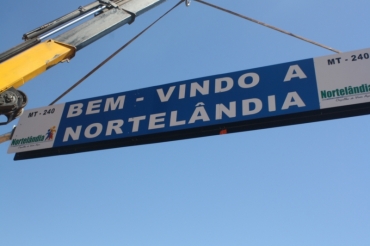 MT - 240
Nortelândia
BEM - VINDO A
NORTELÂNDIA
MT - 240
Nortelândia